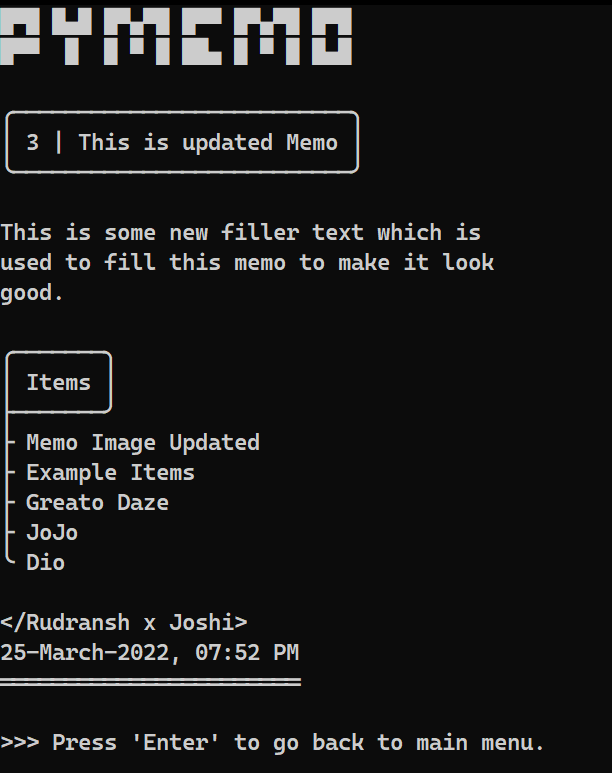 PYMEMO
3 | This is updated Memo
This is some new filler text which is
used to fill this memo to make it look
good.
Items
Memo Image Updated
Example Items
Greato Daze
JoJo
Dio
</Rudransh x Joshi>
25-March-2022, 07:52 PM
>>> Press 'Enter' to go back to main menu.